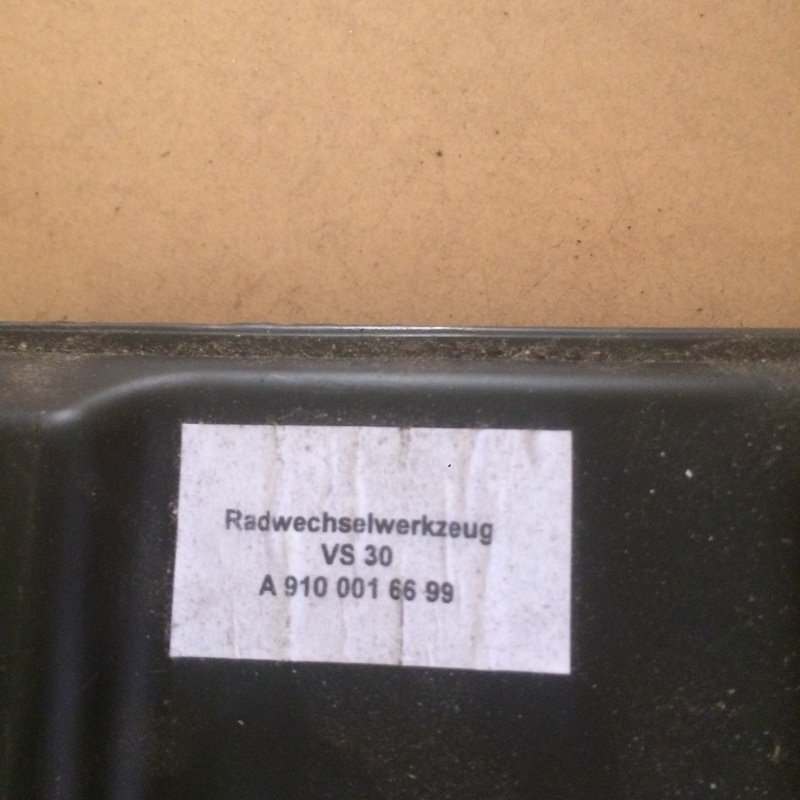 Radwechselwerkzeug
VS 30
A 910 001 66 99